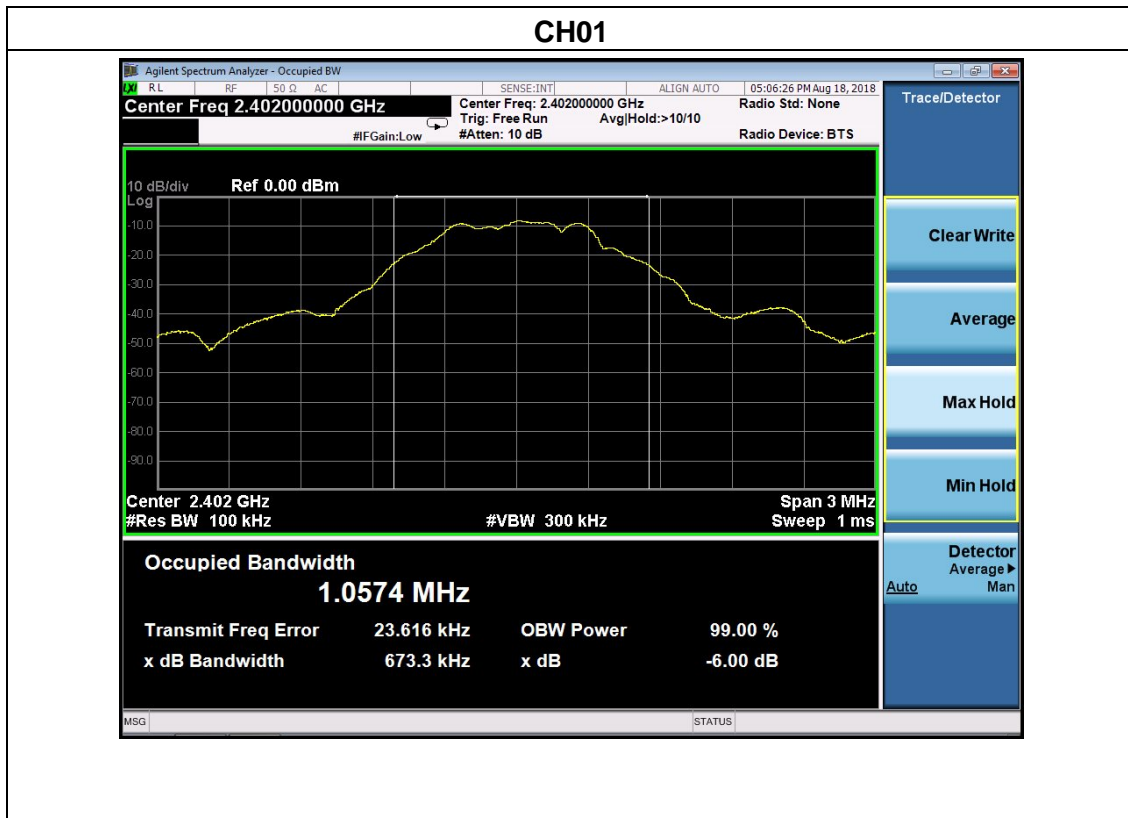 CH01
Agilent Spectrum Analyzer - Occupied BW
LXI RL RF 50 Ω AC SENSE:INT ALIGN AUTO 05:06:26 PM Aug 18, 2018
Center Freq 2.402000000 GHz
#IFGain:Low
Center Freq: 2.402000000 GHz
Trig: Free Run Avg|Hold:>10/10
#Atten: 10 dB
Radio Std: None
Radio Device: BTS
10 dB/div Ref 0.00 dBm
Log
-10.0
-20.0
-30.0
-40.0
-50.0
-60.0
-70.0
-80.0
-90.0
Center 2.402 GHz Span 3 MHz
#Res BW 100 kHz #VBW 300 kHz Sweep 1 ms
Occupied Bandwidth
1.0574 MHz
Transmit Freq Error 23.616 kHz OBW Power 99.00 %
x dB Bandwidth 673.3 kHz x dB -6.00 dB
MSG STATUS
Trace/Detector
Clear Write
Average
Max Hold
Min Hold
Detector
Average▶
Auto Man